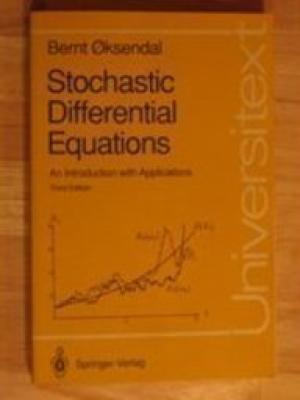 Bernt Øksendal
Stochastic
Differential
Equations
An Introduction with Applications
Third Edition
Universitext
Springer-Verlag